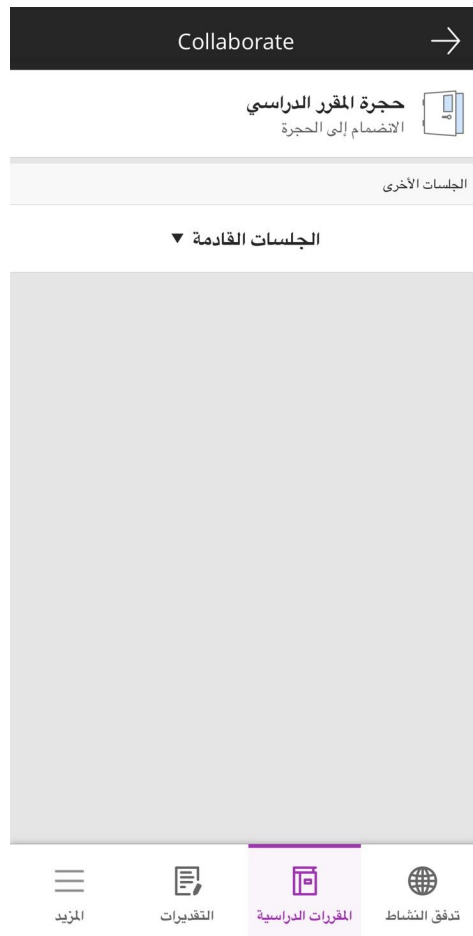 Collaborate
حجرة المقرر الدراسي
الانضمام إلى الحجرة
الجلسات الأخرى
الجلسات القادمة ▼
تدفق النشاط
المقررات الدراسية
التقديرات
المزيد